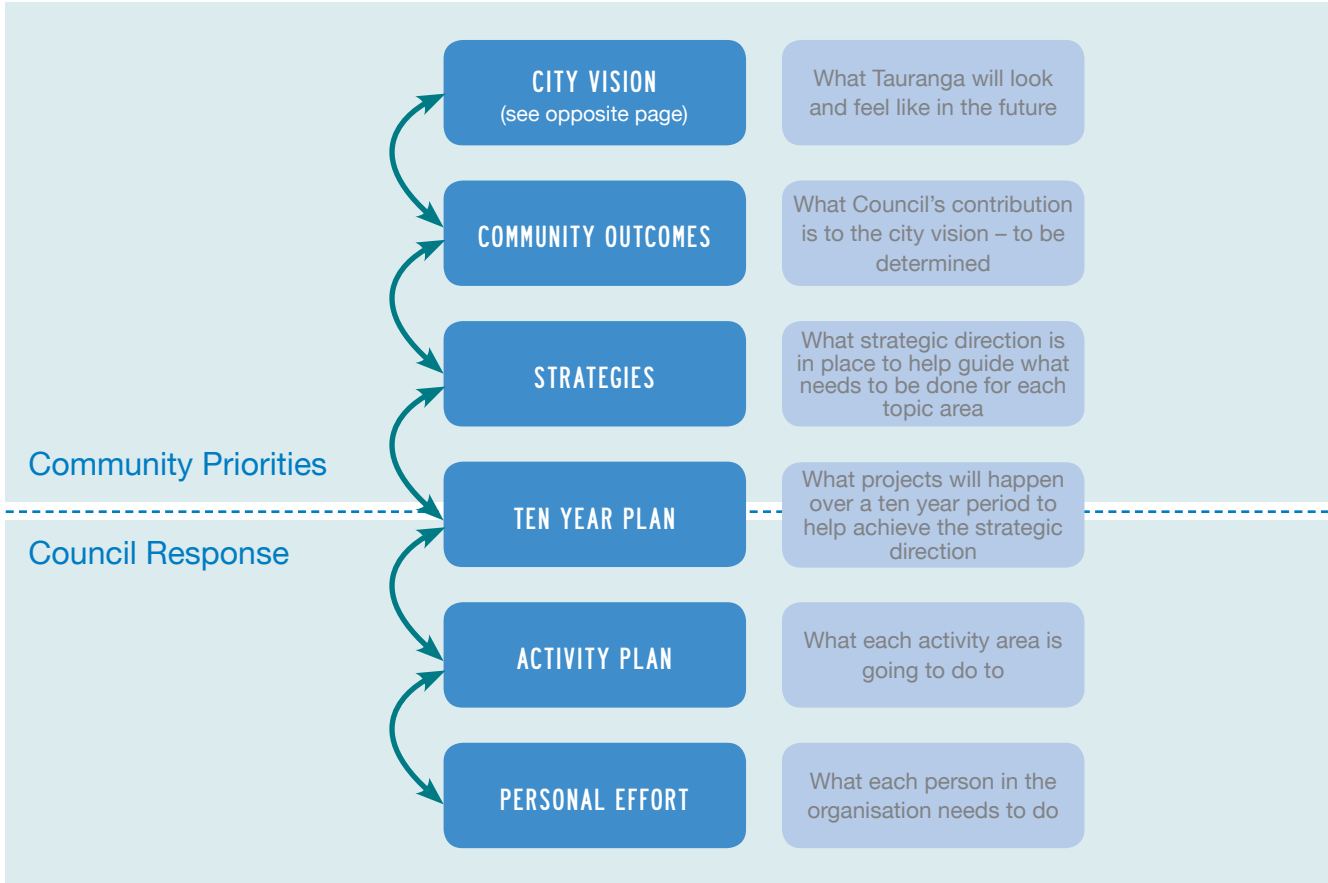 CITY VISION
(see opposite page)
What Tauranga will look
and feel like in the future
COMMUNITY OUTCOMES
What Council's contribution
is to the city vision – to be
determined
STRATEGIES
What strategic direction is
in place to help guide what
needs to be done for each
topic area
Community Priorities
TEN YEAR PLAN
What projects will happen
over a ten year period to
help achieve the strategic
direction
Council Response
ACTIVITY PLAN
What each activity area is
going to do to
PERSONAL EFFORT
What each person in the
organisation needs to do